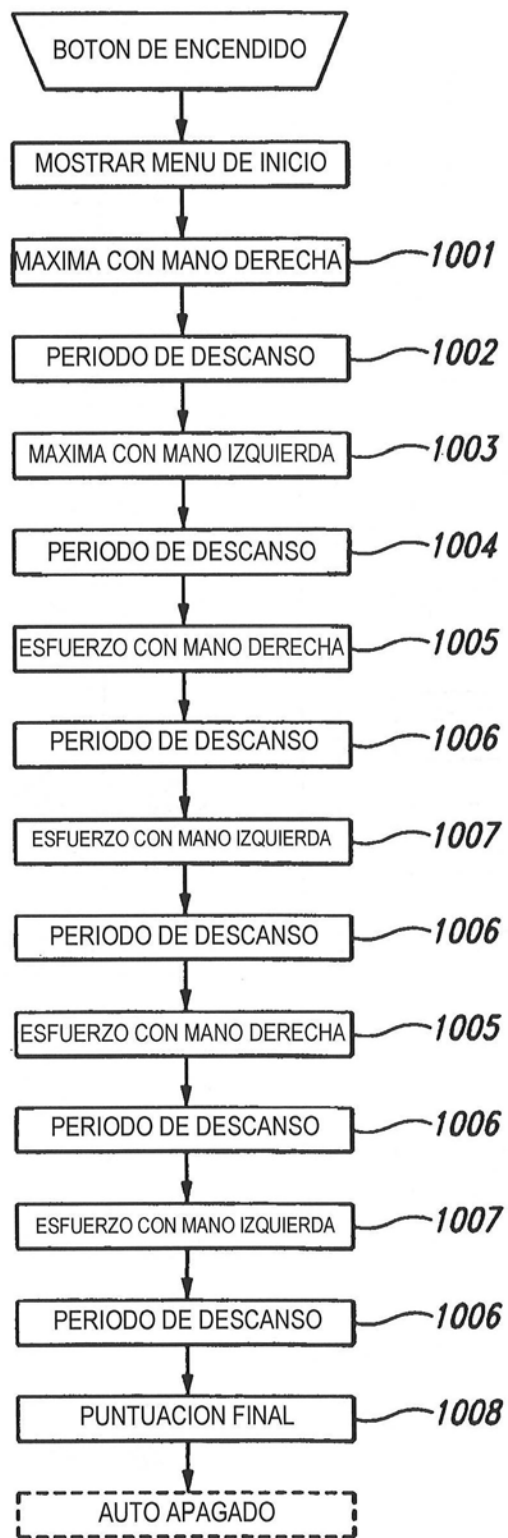 BOTON DE ENCENDIDO
MOSTRAR MENU DE INICIO
MAXIMA CON MANO DERECHA 1001
PERIODO DE DESCANSO 1002
MAXIMA CON MANO IZQUIERDA 1003
PERIODO DE DESCANSO 1004
ESFUERZO CON MANO DERECHA 1005
PERIODO DE DESCANSO 1006
ESFUERZO CON MANO IZQUIERDA 1007
PERIODO DE DESCANSO 1006
ESFUERZO CON MANO DERECHA 1005
PERIODO DE DESCANSO 1006
ESFUERZO CON MANO IZQUIERDA 1007
PERIODO DE DESCANSO 1006
PUNTUACION FINAL 1008
AUTO APAGADO